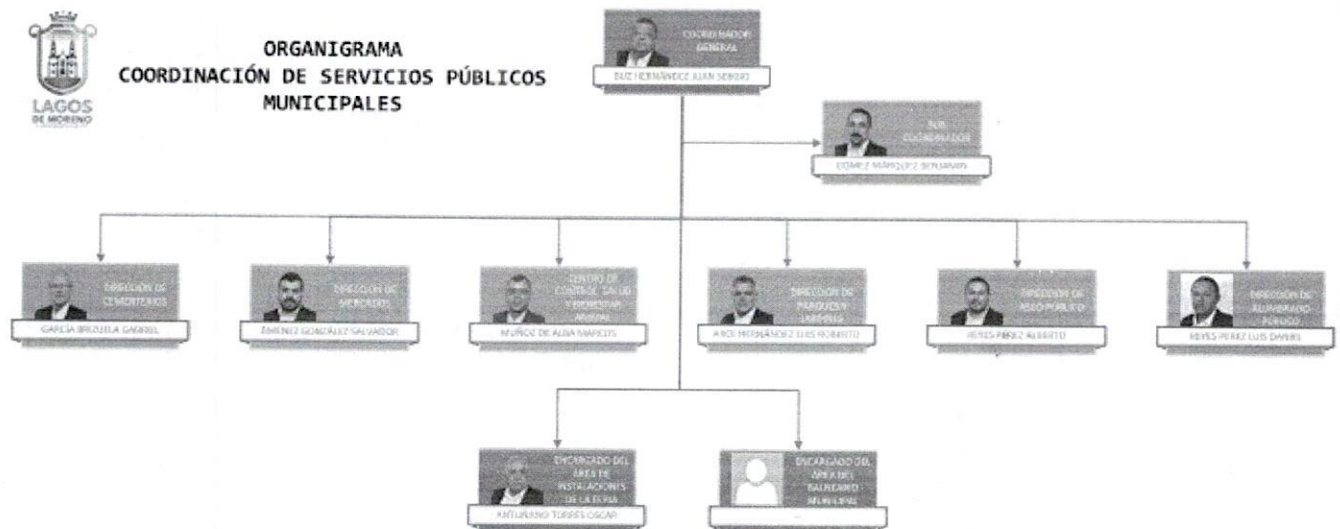 LAGOS
DE MORENO
ORGANIGRAMA
COORDINACIÓN DE SERVICIOS PÚBLICOS
MUNICIPALES
COORDINADOR
GENERAL
HERNÁNDEZ JUAN SERGIO
SUB
COORDINADOR
GÓMEZ MÁRQUEZ BENJAMÍN
DIRECCIÓN DE
CEMENTERIOS
GARCÍA BRIZUELA GABRIEL
DIRECCIÓN DE
MERCADOS
GONZÁLEZ SALVADOR
CENTRO DE
CONTROL, SALUD
Y BIENESTAR
ANIMAL
MUÑOZ DE ALBA MARCOS
DIRECCIÓN DE
PARQUES Y
JARDINES
HERNÁNDEZ LUIS ROBERTO
DIRECCIÓN DE
ASEO PÚBLICO
REYES PÉREZ ALBERTO
DIRECCIÓN DE
ALUMBRADO
PÚBLICO
REYES PÉREZ LUIS DANIEL
ENCARGADO DEL
ÁREA DE
INSTALACIONES
DE LA FERIA
ANTUÑANO TORRES OSCAR
ENCARGADO DEL
ÁREA DEL
BALNEARIO
MUNICIPAL